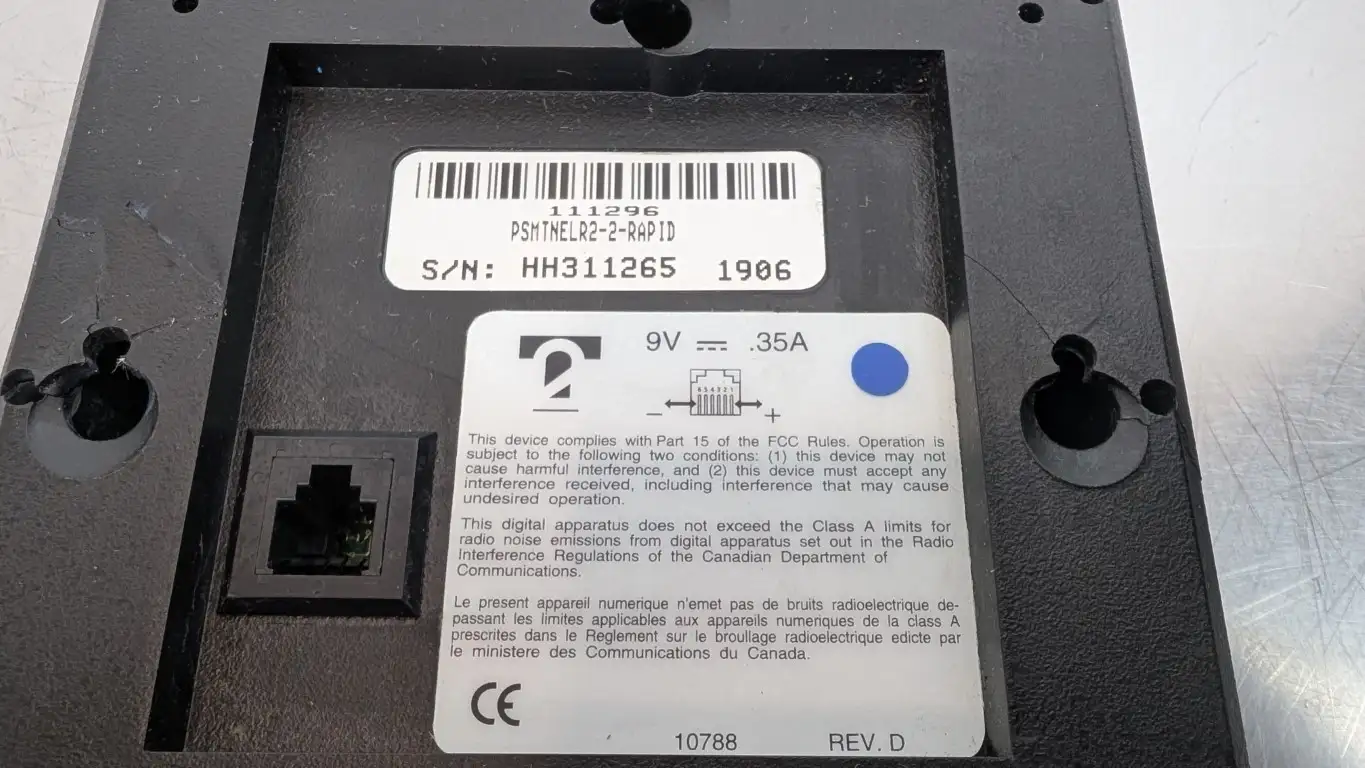 111296
PSMTNELR2-2-RAPID
S/N: HH311265 1906
2
9V .35A
654321
− +
This device complies with Part 15 of the FCC Rules. Operation is
subject to the following two conditions: (1) this device may not
cause harmful interference, and (2) this device must accept any
interference received, including interference that may cause
undesired operation.
This digital apparatus does not exceed the Class A limits for
radio noise emissions from digital apparatus set out in the Radio
Interference Regulations of the Canadian Department of
Communications.
Le present appareil numerique n'emet pas de bruits radioelectrique de-
passant les limites applicables aux appareils numeriques de la class A
prescrites dans le Reglement sur le broullage radioelectrique edicte par
le ministere des Communications du Canada.
CE
10788 REV. D